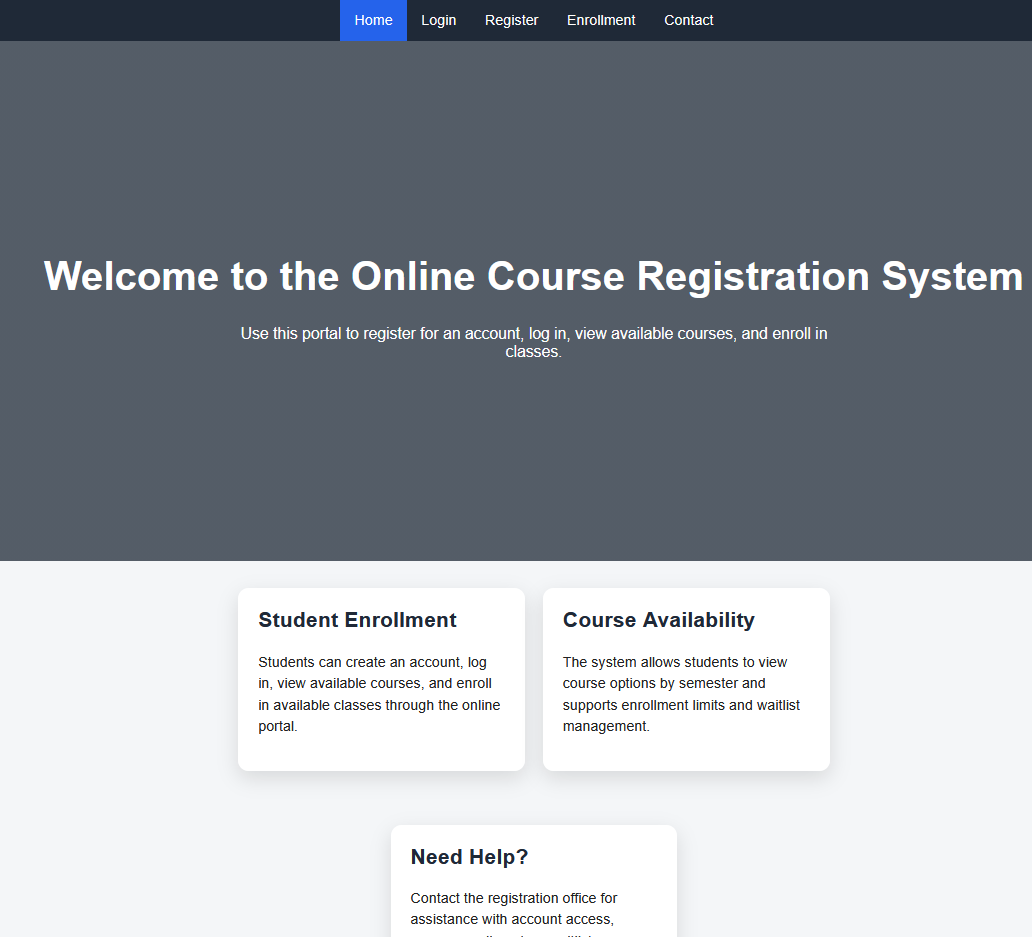 Home Login Register Enrollment Contact
Welcome to the Online Course Registration System
Use this portal to register for an account, log in, view available courses, and enroll in
classes.
Student Enrollment
Students can create an account, log
in, view available courses, and enroll
in available classes through the online
portal.
Course Availability
The system allows students to view
course options by semester and
supports enrollment limits and waitlist
management.
Need Help?
Contact the registration office for
assistance with account access,